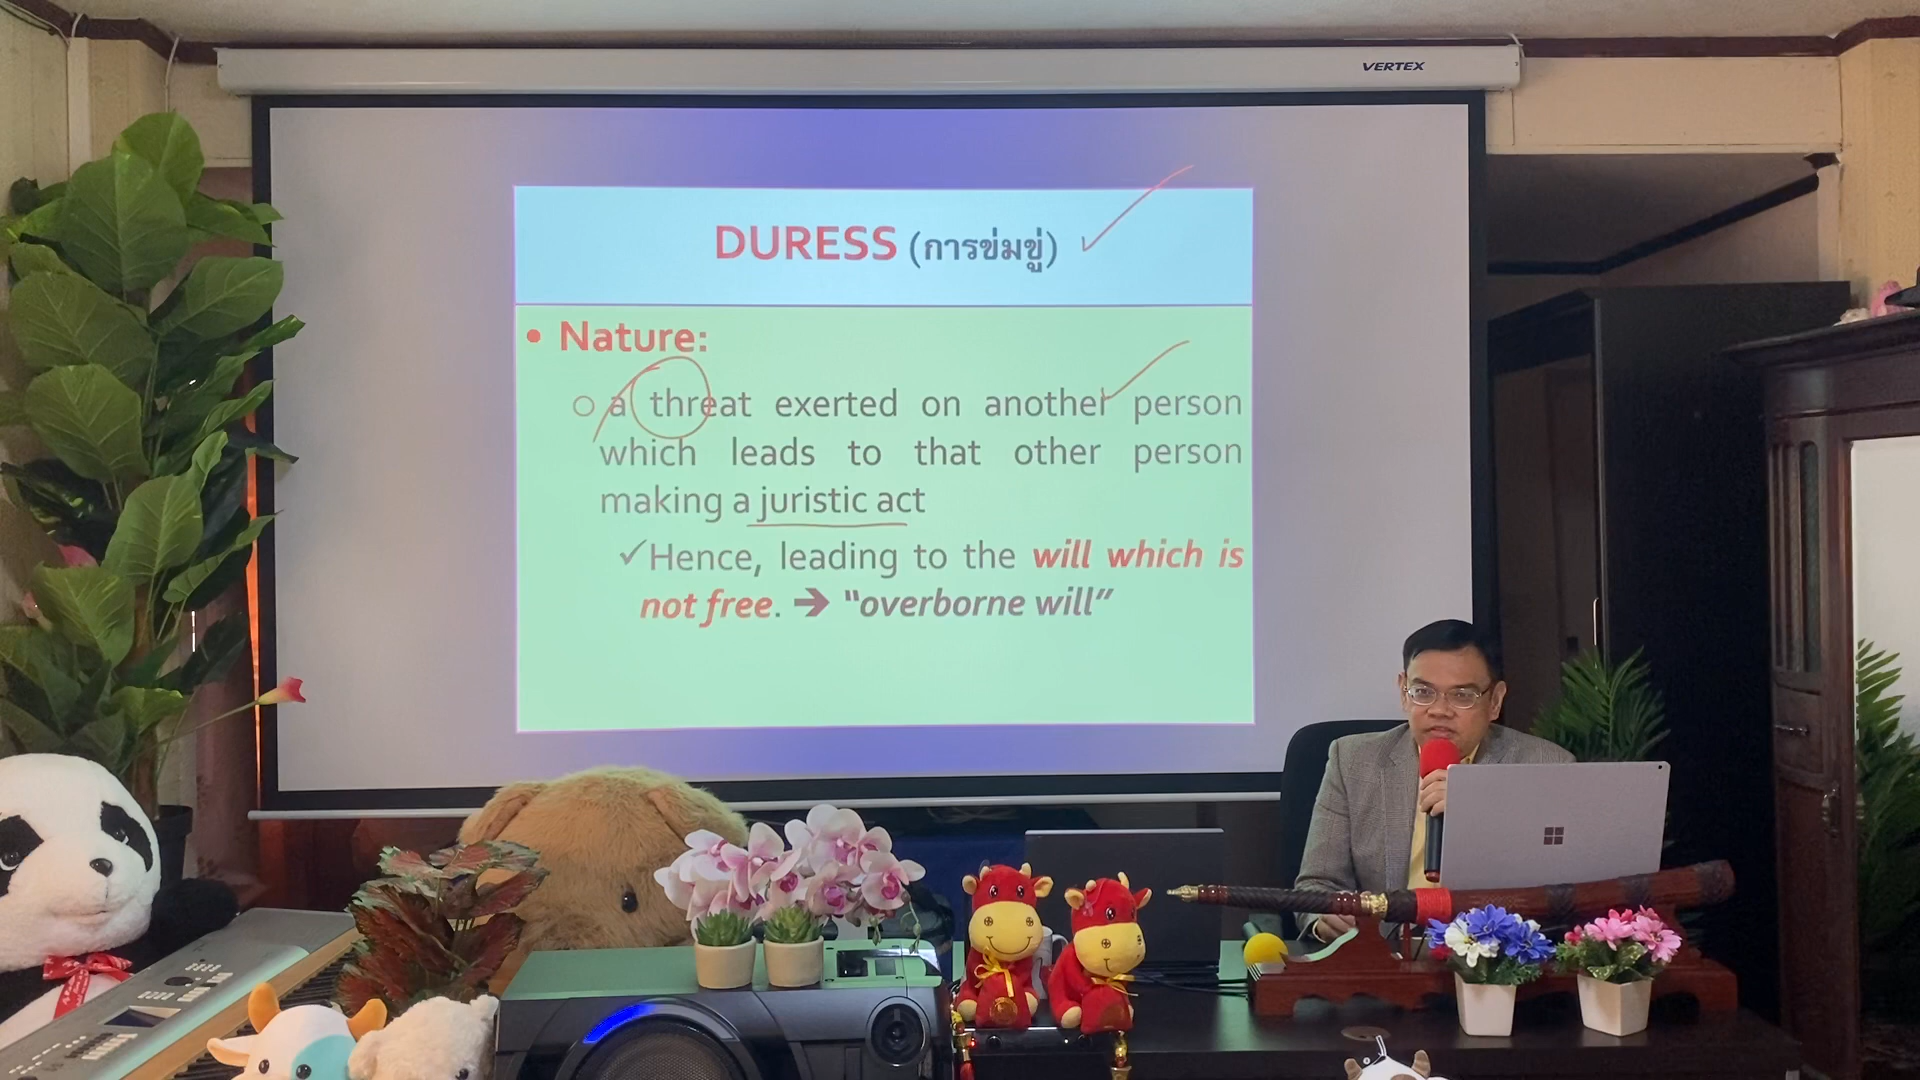 VERTEX
DURESS (การข่มขู่)
• Nature:
○ a threat exerted on another person
which leads to that other person
making a juristic act
✓Hence, leading to the will which is
not free. ➔ “overborne will”